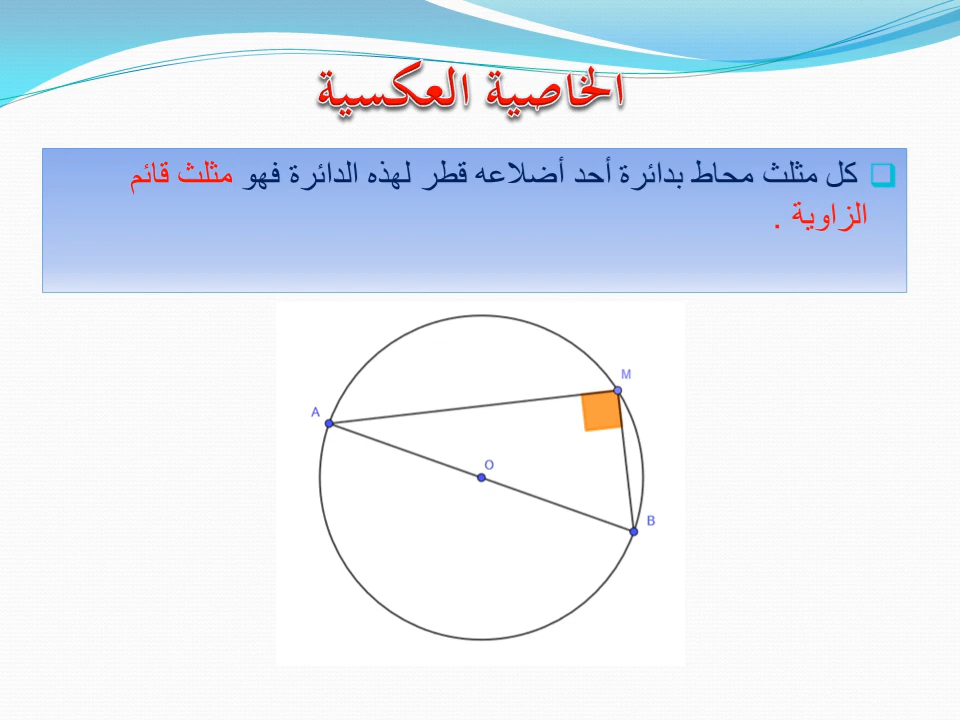 الخاصية العكسية
كل مثلث محاط بدائرة أحد أضلاعه قطر لهذه الدائرة فهو مثلث قائم
الزاوية .
M
A
O
B